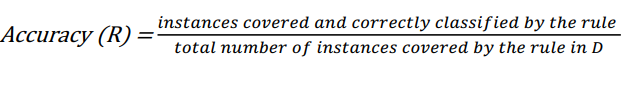 Accuracy (R) = instances covered and correctly classified by the rule
total number of instances covered by the rule in D